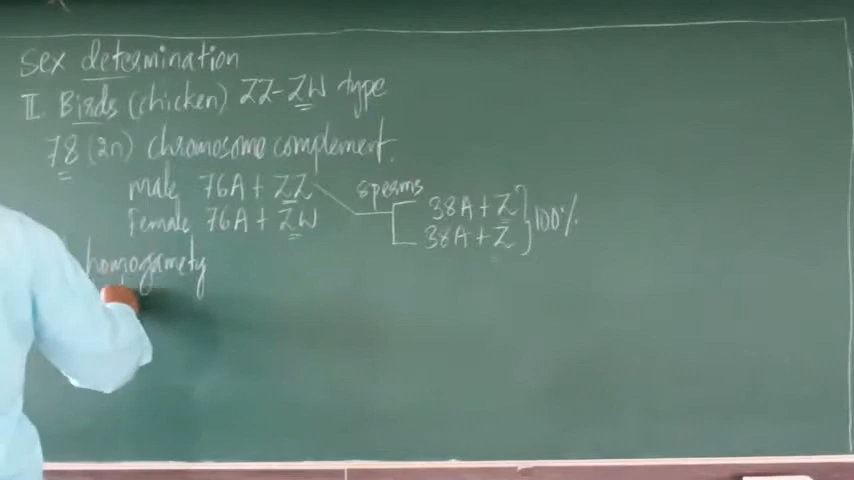 Sex determination
II. Birds (chicken) ZZ-ZW type
78 (2n) chromosome complement.
male 76A + ZZ
Female 76A + ZW
sperms
38A + Z
38A + Z
100%
homogamety